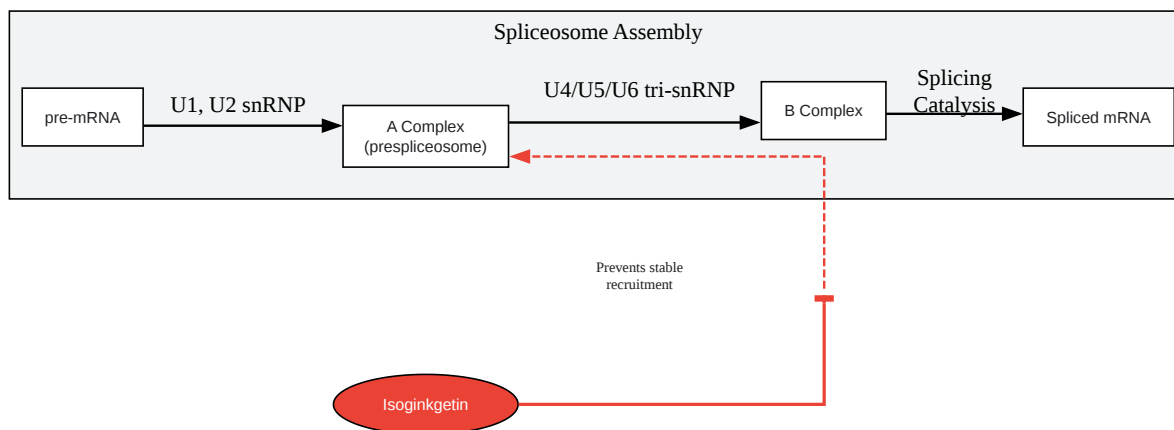 Spliceosome Assembly
pre-mRNA
U1, U2 snRNP
A Complex
(prespliceosome)
U4/U5/U6 tri-snRNP
B Complex
Splicing
Catalysis
Spliced mRNA
Prevents stable
recruitment
Isoginkgetin